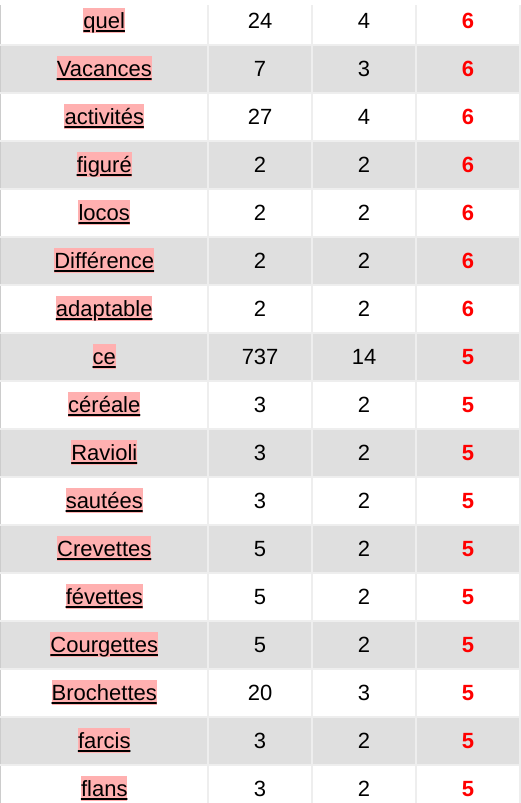 quel 24 4 6
Vacances 7 3 6
activités 27 4 6
figuré 2 2 6
locos 2 2 6
Différence 2 2 6
adaptable 2 2 6
ce 737 14 5
céréale 3 2 5
Ravioli 3 2 5
sautées 3 2 5
Crevettes 5 2 5
févettes 5 2 5
Courgettes 5 2 5
Brochettes 20 3 5
farcis 3 2 5
flans 3 2 5